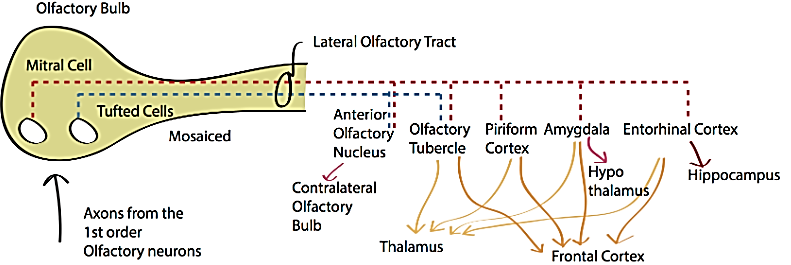 Olfactory Bulb
Lateral Olfactory Tract
Mitral Cell
Tufted Cells
Mosaiced
Anterior
Olfactory
Nucleus
Olfactory
Tubercle
Piriform
Cortex
Amygdala
Entorhinal Cortex
Contralateral
Olfactory
Bulb
Hypo
thalamus
Hippocampus
Axons from the
1st order
Olfactory neurons
Thalamus
Frontal Cortex